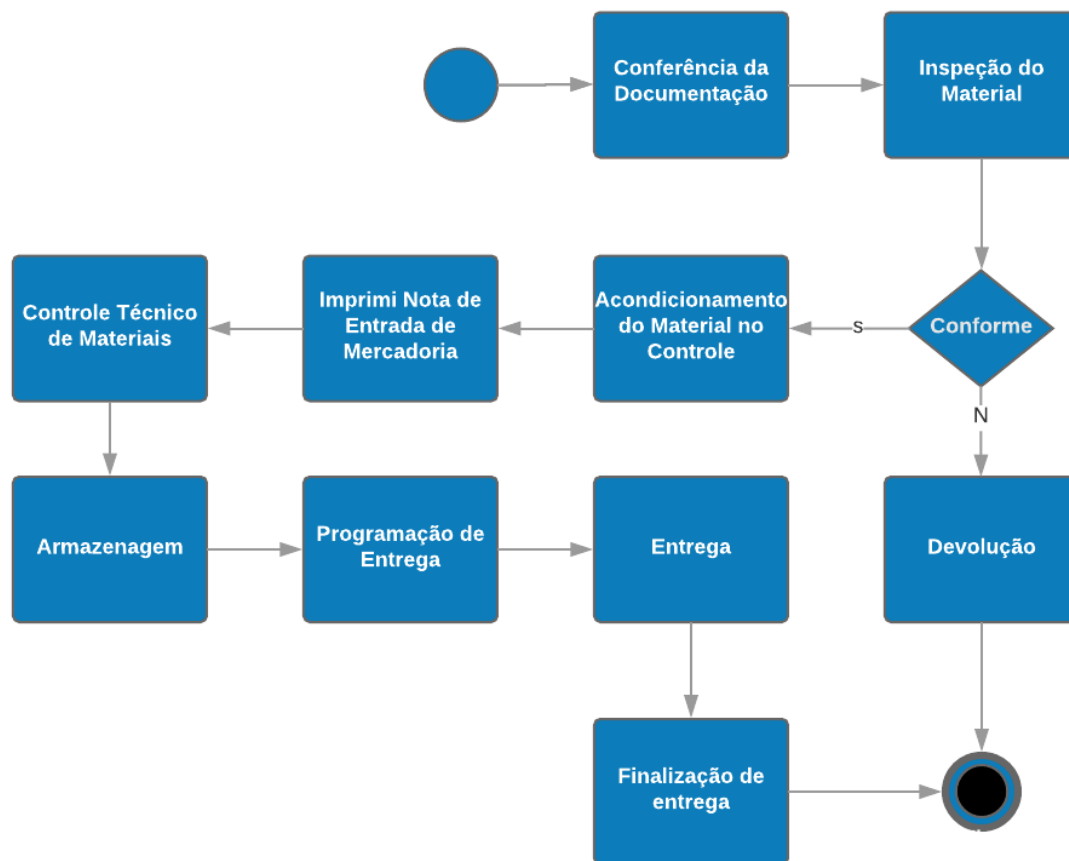 Conferência da
Documentação
Inspeção do
Material
Controle Técnico
de Materiais
Imprimi Nota de
Entrada de
Mercadoria
Acondicionamento
do Material no
Controle
s
Conforme
N
Armazenagem
Programação de
Entrega
Entrega
Devolução
Finalização de
entrega